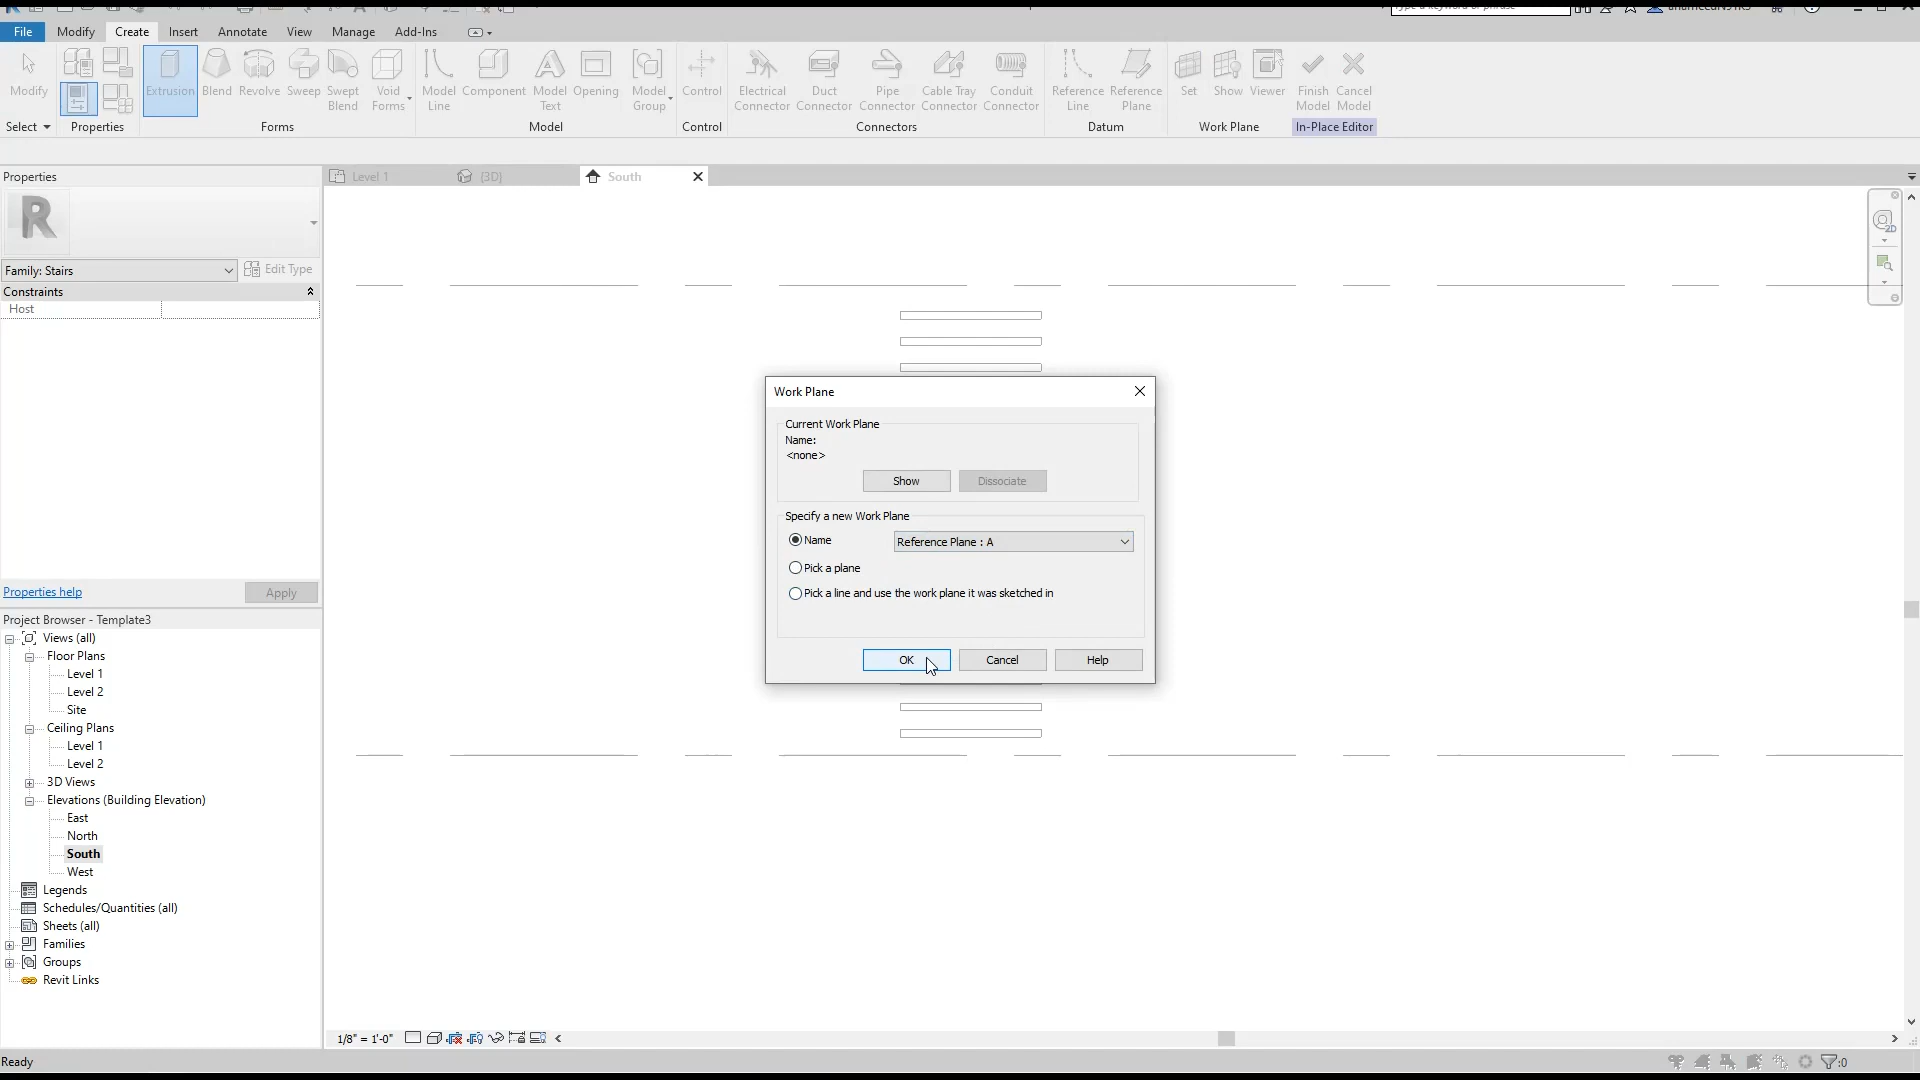 File Modify Create Insert Annotate View Manage Add-Ins
Modify Extrusion Blend Revolve Sweep Swept Blend Void Forms Model Line Component Model Text Opening Model Group Control Electrical Connector Duct Connector Pipe Connector Cable Tray Connector Conduit Connector Reference Line Reference Plane Set Show Viewer Finish Model Cancel Model
Select Properties Forms Model Control Connectors Datum Work Plane In-Place Editor
Properties
Level 1 {3D} South
R
Family: Stairs Edit Type
Constraints
Host
Properties help Apply
Project Browser - Template3
Views (all)
Floor Plans
Level 1
Level 2
Site
Ceiling Plans
Level 1
Level 2
3D Views
Elevations (Building Elevation)
East
North
South
West
Legends
Schedules/Quantities (all)
Sheets (all)
Families
Groups
Revit Links
Work Plane
Current Work Plane
Name:
<none>
Show Dissociate
Specify a new Work Plane
Name Reference Plane : A
Pick a plane
Pick a line and use the work plane it was sketched in
OK Cancel Help
2D
1/8" = 1'-0"
Ready
:0